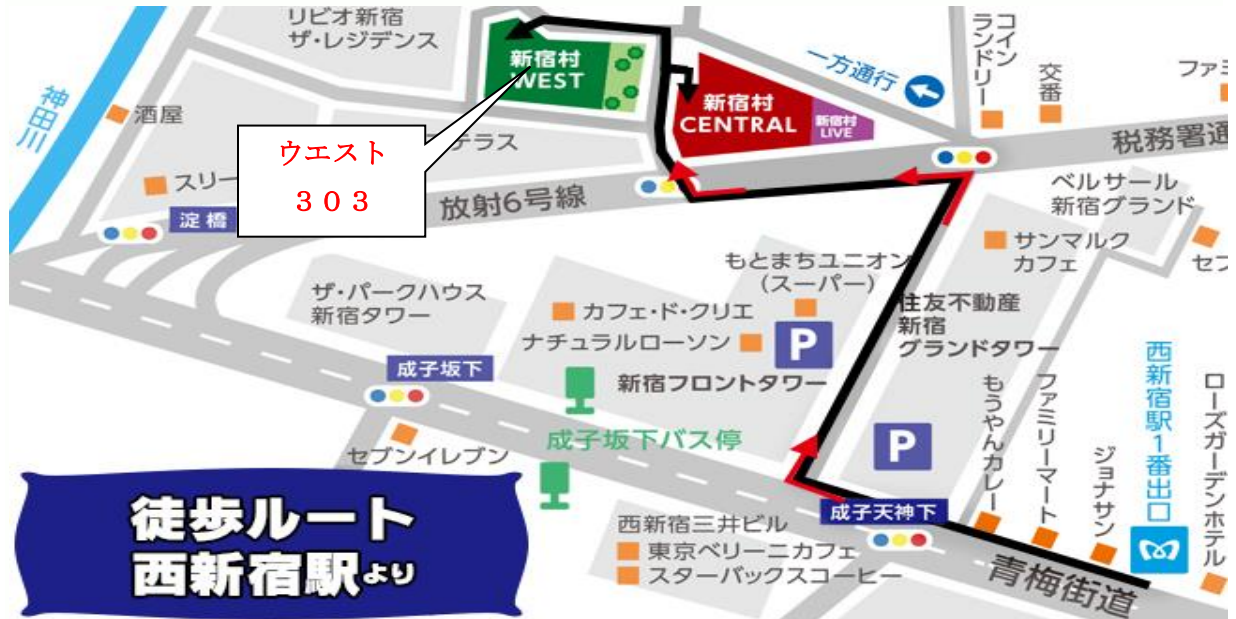 リビオ新宿
ザ・レジデンス
新宿村
WEST
新宿村
CENTRAL
新宿村
LIVE
一方通行
コイン
ランドリー
交番
ファミ
神田川
酒屋
テラス
ウエスト
３０３
スリー
淀橋
放射6号線
税務署通
ベルサール
新宿グランド
サンマルク
カフェ
セブ
もとまちユニオン
(スーパー)
ザ・パークハウス
新宿タワー
カフェ・ド・クリエ
ナチュラルローソン
P
住友不動産
新宿
グランドタワー
成子坂下
新宿フロントタワー
成子坂下バス停
セブンイレブン
P
もうやんカレー
ファミリーマート
ジョナサン
西新宿駅1番出口
ローズガーデンホテル
成子天神下
西新宿三井ビル
東京ベリーニカフェ
スターバックスコーヒー
青梅街道
徒歩ルート
西新宿駅より